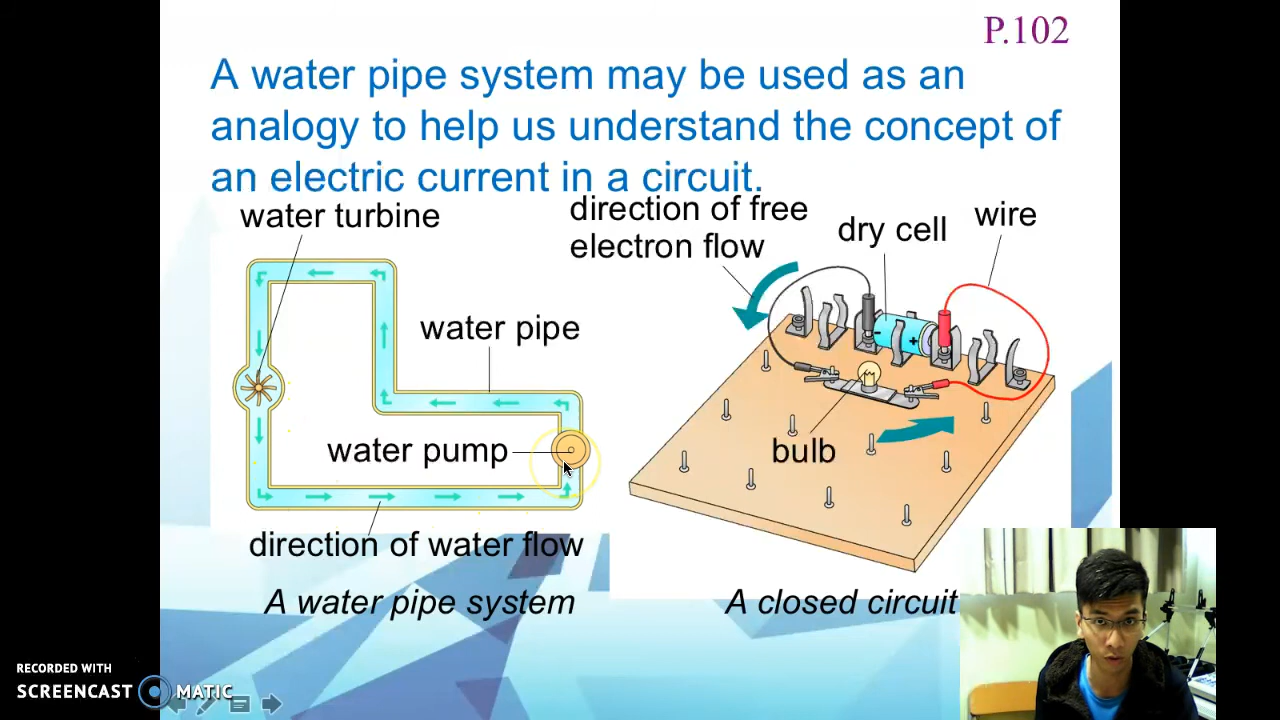 P.102
A water pipe system may be used as an
analogy to help us understand the concept of
an electric current in a circuit.
water turbine
direction of free
electron flow
dry cell
wire
water pipe
- +
water pump
bulb
direction of water flow
A water pipe system
A closed circuit
RECORDED WITH
SCREENCAST MATIC